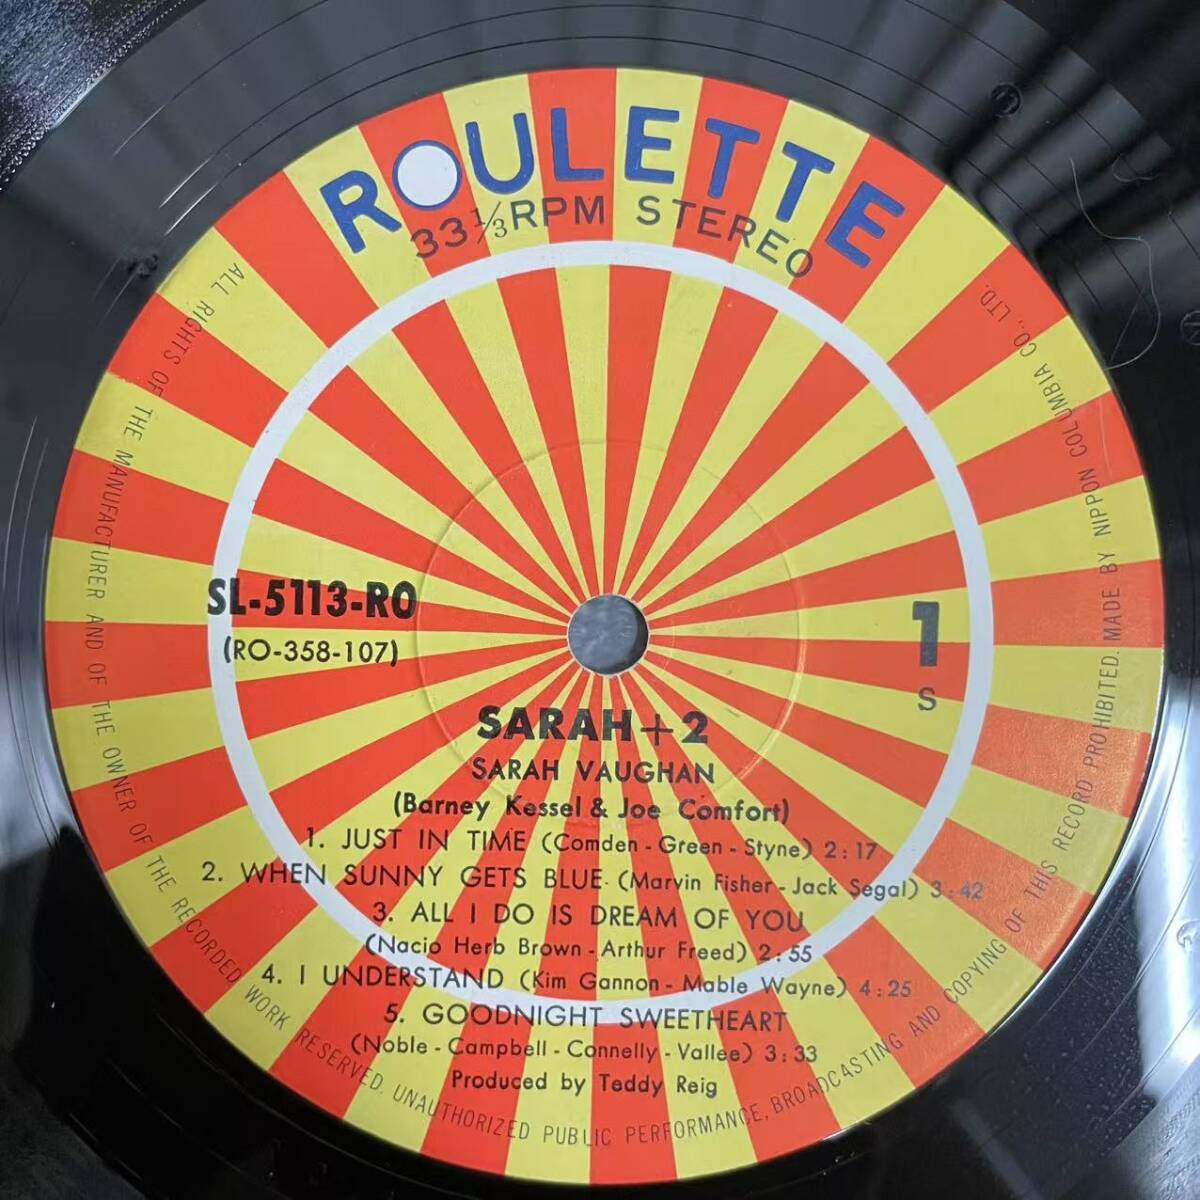 ROULETTE
33 1/3 RPM STEREO
SL-5113-RO
(RO-358-107)
1
S
SARAH+2
SARAH VAUGHAN
(Barney Kessel & Joe Comfort)
1. JUST IN TIME (Comden-Green-Styne) 2:17
2. WHEN SUNNY GETS BLUE (Marvin Fisher-Jack Segal) 3:42
3. ALL I DO IS DREAM OF YOU
(Nacio Herb Brown-Arthur Freed) 2:55
4. I UNDERSTAND (Kim Gannon-Mable Wayne) 4:25
5. GOODNIGHT SWEETHEART
(Noble-Campbell-Connelly-Vallee) 3:33
Produced by Teddy Reig
ALL RIGHTS OF THE MANUFACTURER AND OF THE OWNER OF THE RECORDED WORK RESERVED. UNAUTHORIZED PUBLIC PERFORMANCE, BROADCASTING AND COPYING OF THIS RECORD PROHIBITED. MADE BY NIPPON COLUMBIA CO., LTD.